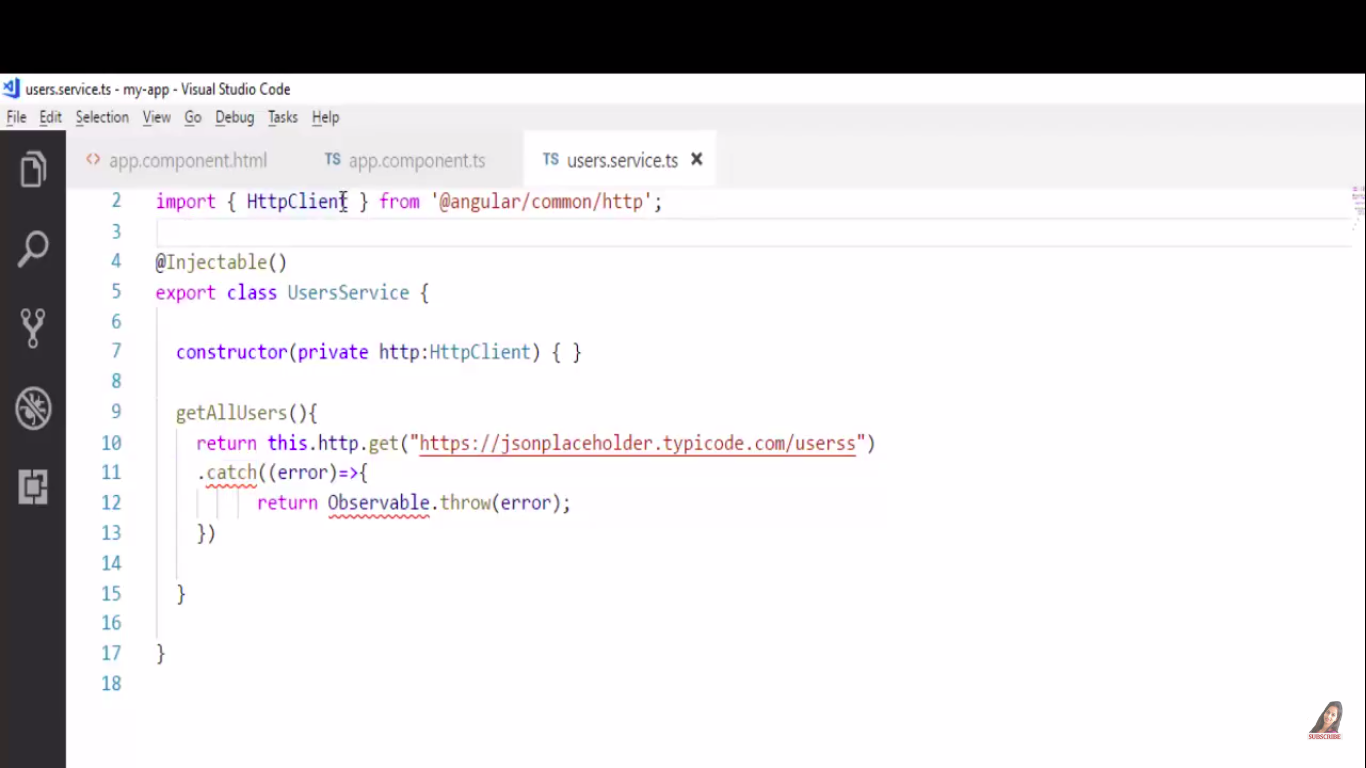 users.service.ts - my-app - Visual Studio Code
File Edit Selection View Go Debug Tasks Help
<> app.component.html TS app.component.ts TS users.service.ts ×
2 import { HttpClient } from '@angular/common/http';
3
4 @Injectable()
5 export class UsersService {
6
7 constructor(private http:HttpClient) { }
8
9 getAllUsers(){
10 return this.http.get("https://jsonplaceholder.typicode.com/userss")
11 .catch((error)=>{
12 return Observable.throw(error);
13 })
14
15 }
16
17 }
18
SUBSCRIBE